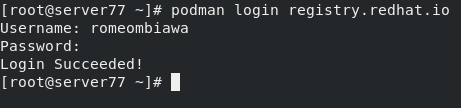 [root@server77 ~]# podman login registry.redhat.io
Username: romeombiawa
Password:
Login Succeeded!
[root@server77 ~]#